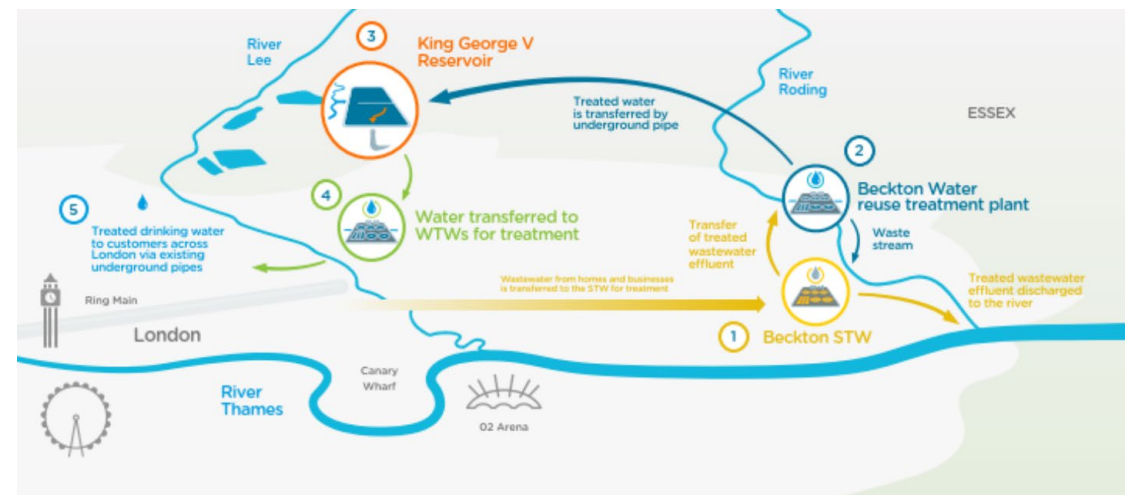 3
King George V
Reservoir
River
Lee
River
Roding
Treated water
is transferred by
underground pipe
ESSEX
2
Beckton Water
reuse treatment plant
4
Water transferred to
WTWs for treatment
5
Treated drinking water
to customers across
London via existing
underground pipes
Transfer
of treated
wastewater
effluent
Waste
stream
Wastewater from homes and businesses
is transferred to the STW for treatment
Treated wastewater
effluent discharged
to the river
Ring Main
London
1
Beckton STW
Canary
Wharf
River
Thames
O2 Arena